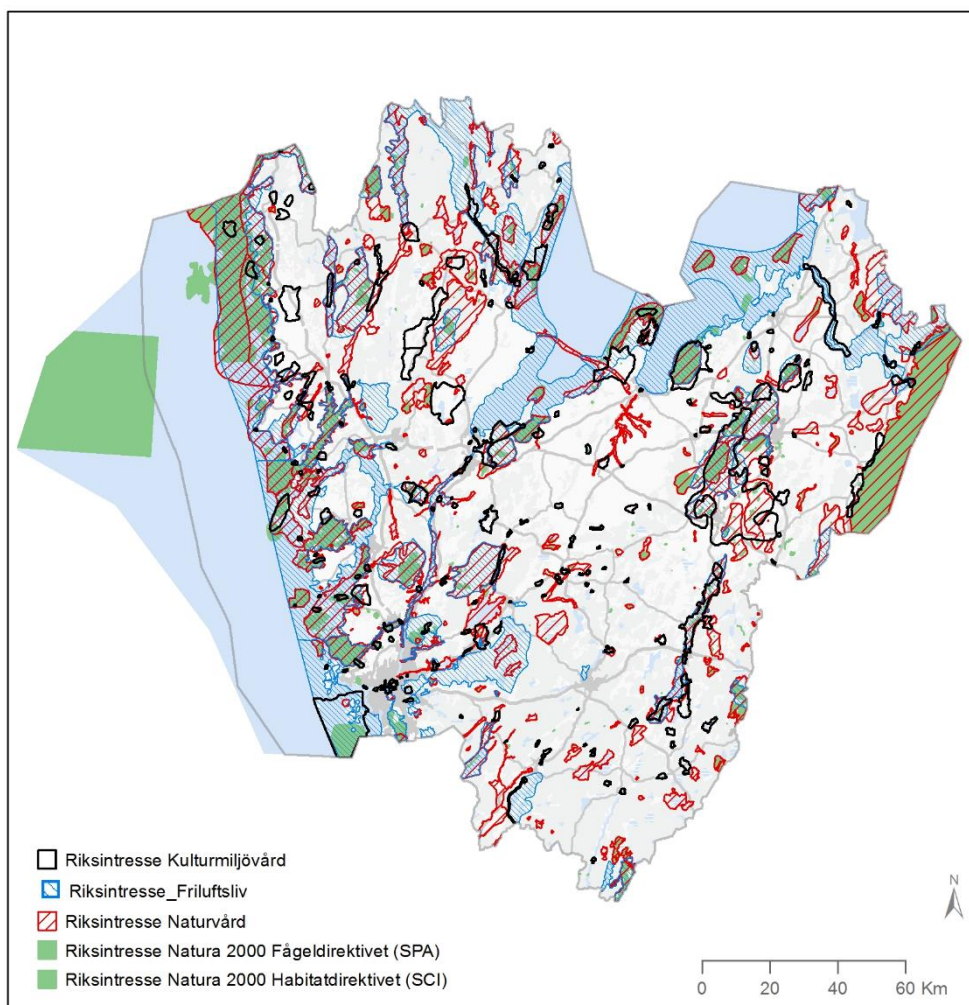 Riksintresse Kulturmiljövård
Riksintresse_Friluftsliv
Riksintresse Naturvård
Riksintresse Natura 2000 Fågeldirektivet (SPA)
Riksintresse Natura 2000 Habitatdirektivet (SCI)
N
0 20 40 60 Km